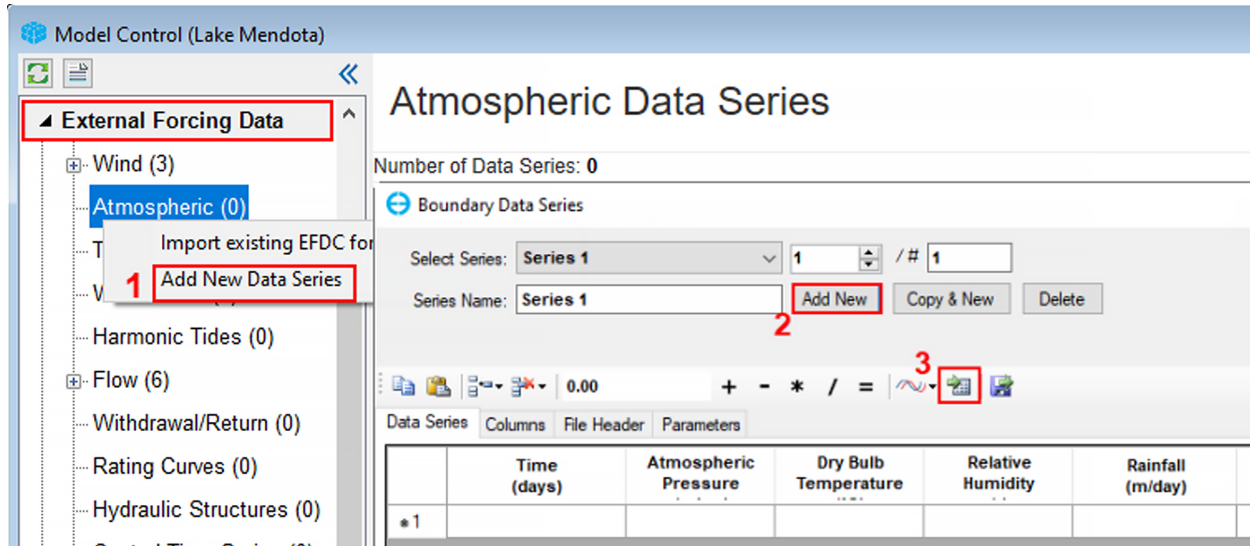 Model Control (Lake Mendota)
External Forcing Data
Wind (3)
Atmospheric (0)
Import existing EFDC for
1 Add New Data Series
Harmonic Tides (0)
Flow (6)
Withdrawal/Return (0)
Rating Curves (0)
Hydraulic Structures (0)
Atmospheric Data Series
Number of Data Series: 0
Boundary Data Series
Select Series: Series 1 1 / # 1
Series Name: Series 1 Add New Copy & New Delete
2
3
0.00 + - * / =
Data Series Columns File Header Parameters
Time Atmospheric Dry Bulb Relative Rainfall
(days) Pressure Temperature Humidity (m/day)
*1